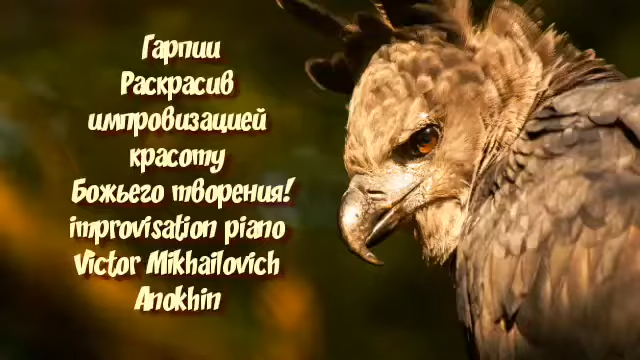 Гарпии
Раскрасив
импровизацией
красоту
Божьего творения!
improvisation piano
Victor Mikhailovich
Anokhin